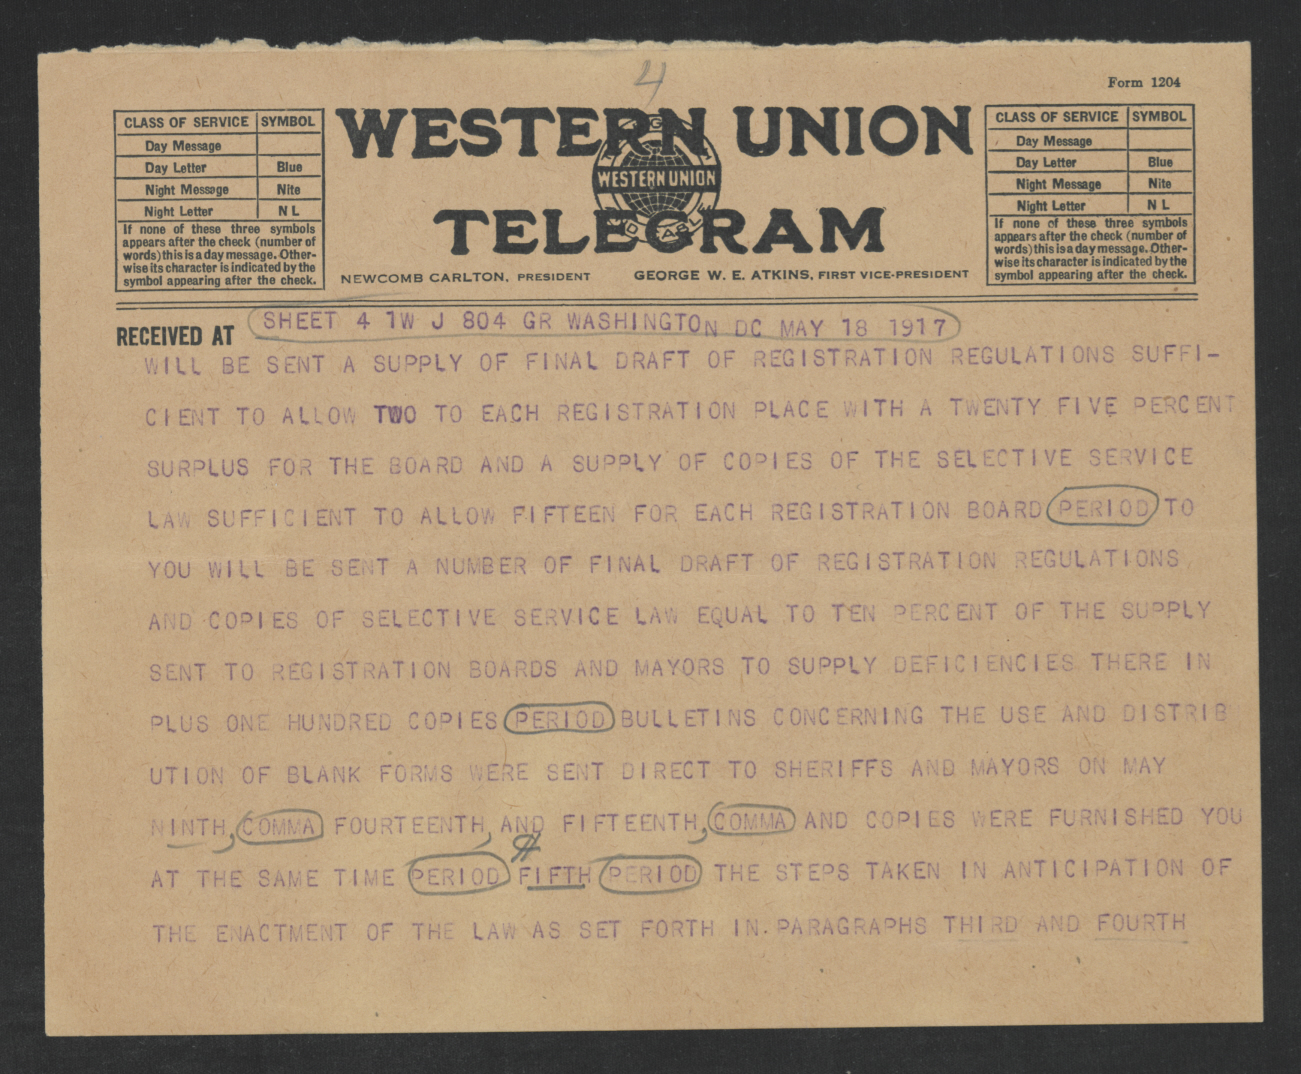 4
Form 1204
CLASS OF SERVICE SYMBOL
Day Message
Day Letter Blue
Night Message Nite
Night Letter N L
If none of these three symbols
appears after the check (number of
words) this is a day message. Other-
wise its character is indicated by the
symbol appearing after the check.
WESTERN UNION
WESTERN UNION
TELEGRAM
NEWCOMB CARLTON, PRESIDENT GEORGE W. E. ATKINS, FIRST VICE-PRESIDENT
CLASS OF SERVICE SYMBOL
Day Message
Day Letter Blue
Night Message Nite
Night Letter N L
If none of these three symbols
appears after the check (number of
words) this is a day message. Other-
wise its character is indicated by the
symbol appearing after the check.
RECEIVED AT SHEET 4 1W J 804 GR WASHINGTON DC MAY 18 1917
WILL BE SENT A SUPPLY OF FINAL DRAFT OF REGISTRATION REGULATIONS SUFFI-
CIENT TO ALLOW TWO TO EACH REGISTRATION PLACE WITH A TWENTY FIVE PERCENT
SURPLUS FOR THE BOARD AND A SUPPLY OF COPIES OF THE SELECTIVE SERVICE
LAW SUFFICIENT TO ALLOW FIFTEEN FOR EACH REGISTRATION BOARD PERIOD TO
YOU WILL BE SENT A NUMBER OF FINAL DRAFT OF REGISTRATION REGULATIONS,
AND COPIES OF SELECTIVE SERVICE LAW EQUAL TO TEN PERCENT OF THE SUPPLY
SENT TO REGISTRATION BOARDS AND MAYORS TO SUPPLY DEFICIENCIES THERE IN
PLUS ONE HUNDRED COPIES PERIOD BULLETINS CONCERNING THE USE AND DISTRIB
UTION OF BLANK FORMS WERE SENT DIRECT TO SHERIFFS AND MAYORS ON MAY
NINTH, COMMA FOURTEENTH, AND FIFTEENTH, COMMA AND COPIES WERE FURNISHED YOU
AT THE SAME TIME PERIOD FIFTH PERIOD THE STEPS TAKEN IN ANTICIPATION OF
THE ENACTMENT OF THE LAW AS SET FORTH IN. PARAGRAPHS THIRD AND FOURTH